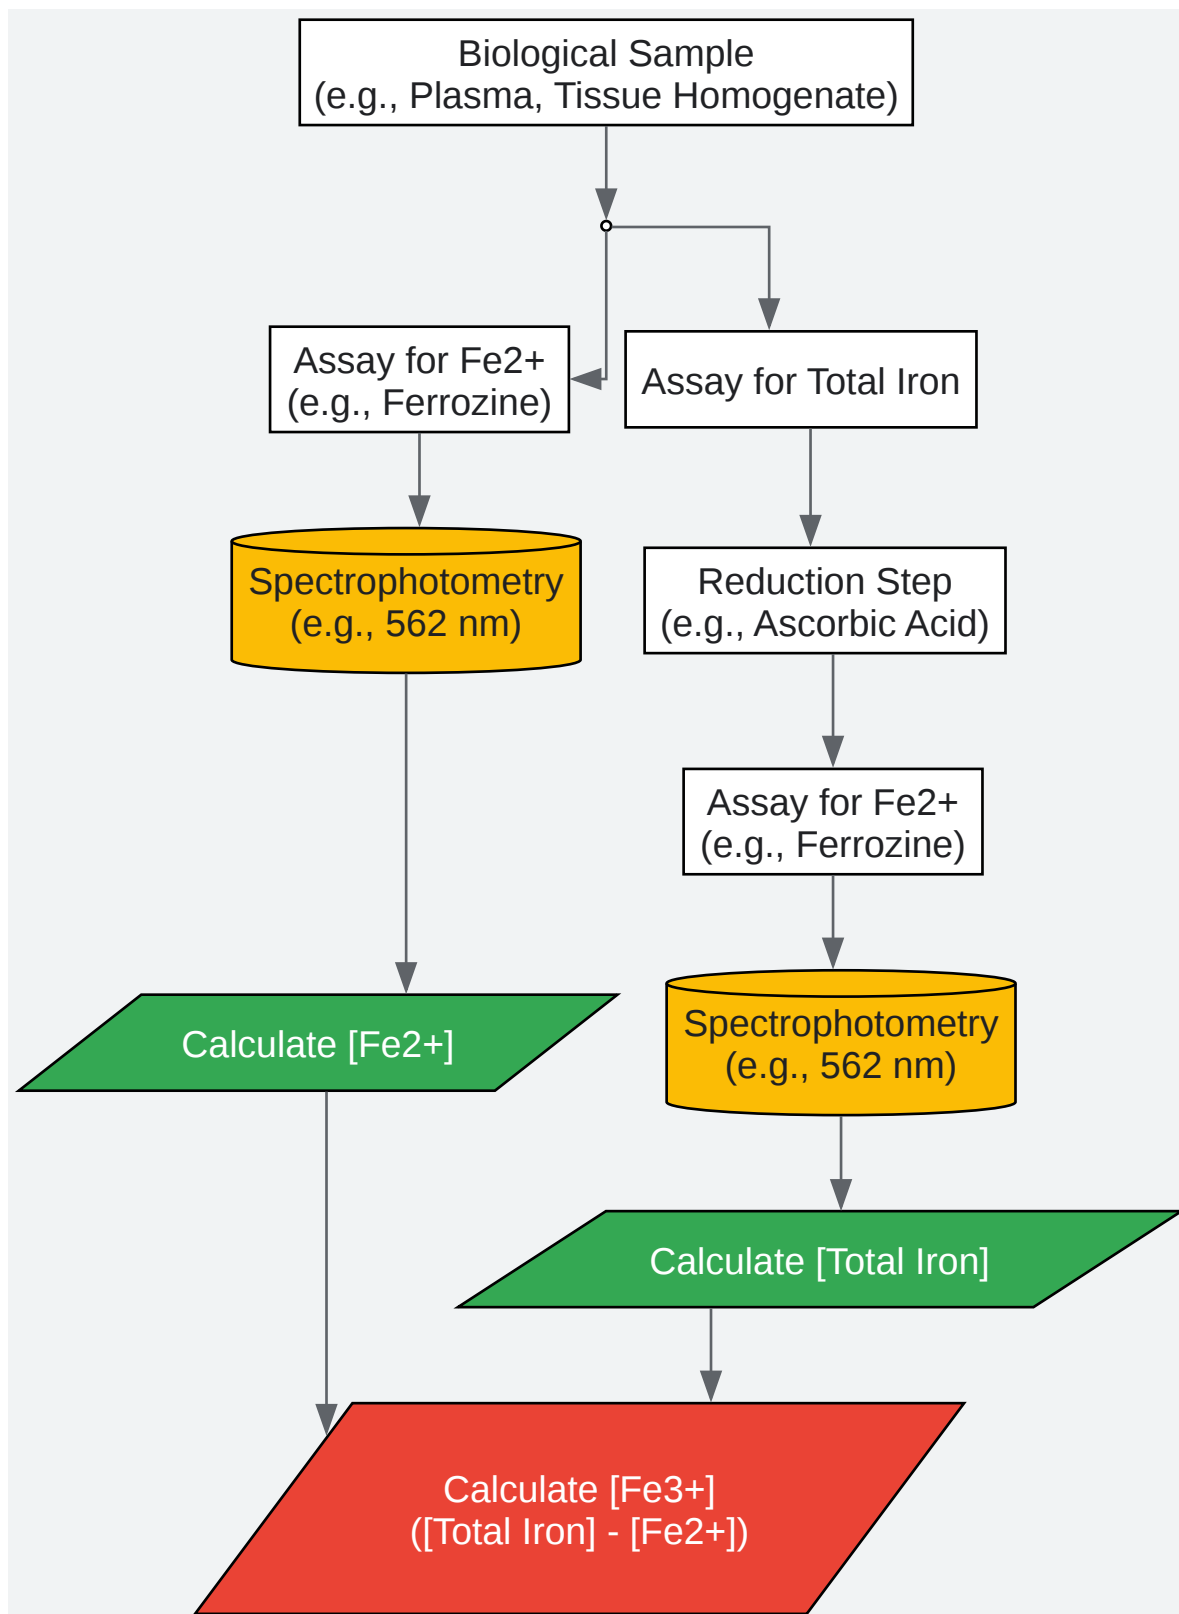 Biological Sample
(e.g., Plasma, Tissue Homogenate)
Assay for Fe2+
(e.g., Ferrozine)
Assay for Total Iron
Spectrophotometry
(e.g., 562 nm)
Reduction Step
(e.g., Ascorbic Acid)
Assay for Fe2+
(e.g., Ferrozine)
Calculate [Fe2+]
Spectrophotometry
(e.g., 562 nm)
Calculate [Total Iron]
Calculate [Fe3+]
([Total Iron] - [Fe2+])